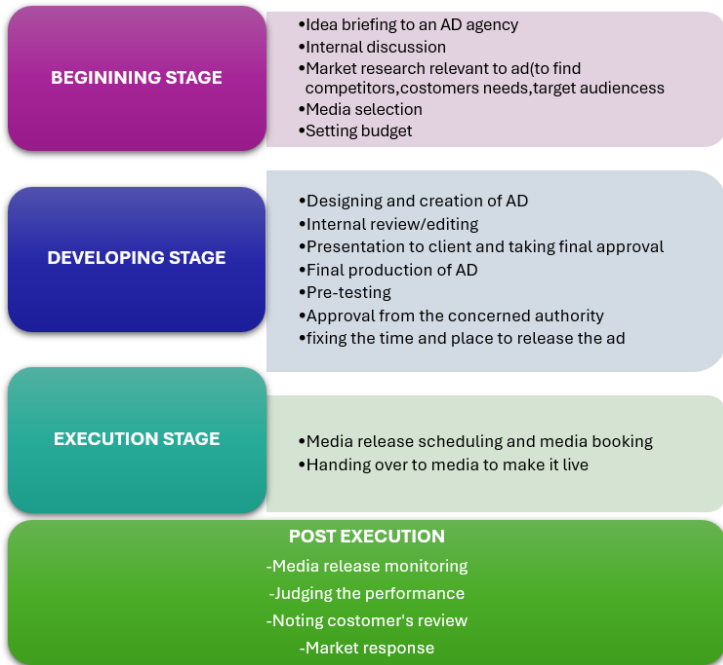 BEGINING STAGE
•Idea briefing to an AD agency
•Internal discussion
•Market research relevant to ad(to find
competitors,costomers needs,target audiencess
•Media selection
•Setting budget
DEVELOPING STAGE
•Designing and creation of AD
•Internal review/editing
•Presentation to client and taking final approval
•Final production of AD
•Pre-testing
•Approval from the concerned authority
•fixing the time and place to release the ad
EXECUTION STAGE
•Media release scheduling and media booking
•Handing over to media to make it live
POST EXECUTION
-Media release monitoring
-Judging the performance
-Noting costomer's review
-Market response